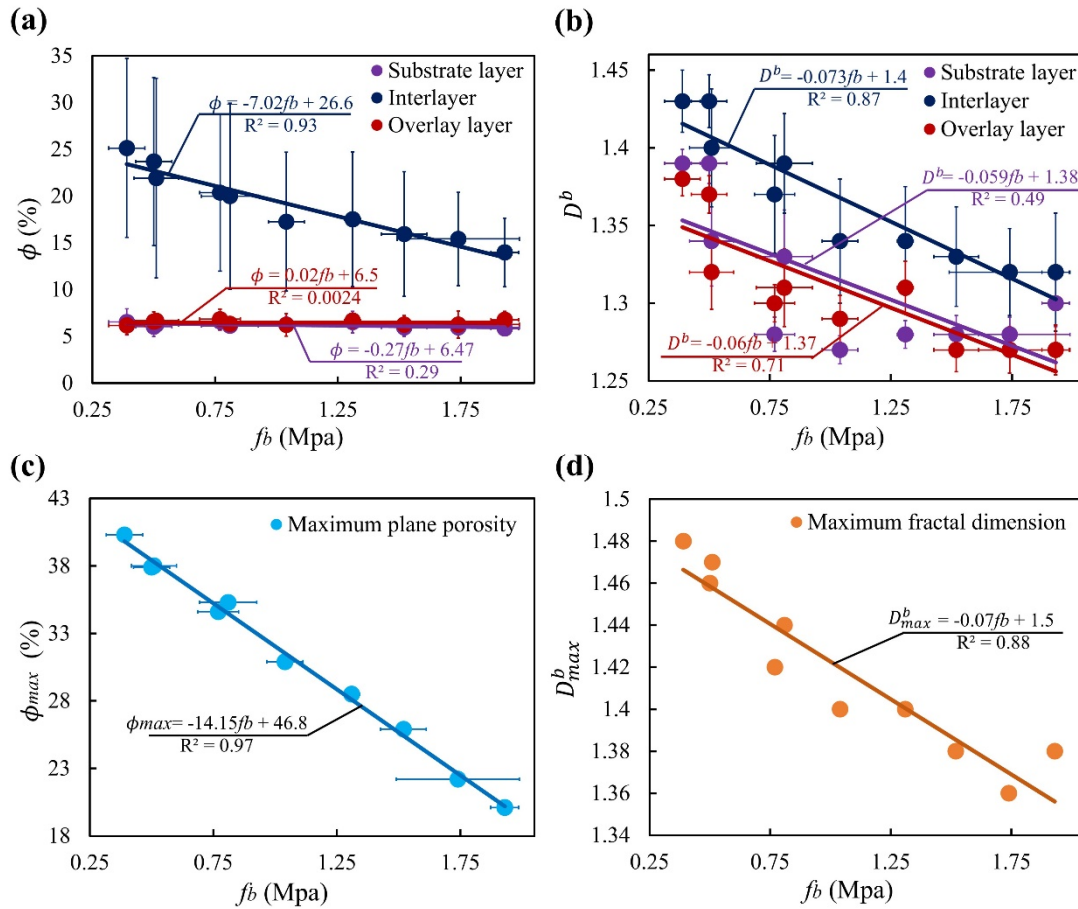 (a)
35
30
25
20
15
10
5
0
ϕ (%)
Substrate layer
Interlayer
Overlay layer
ϕ = -7.02fb + 26.6
R² = 0.93
ϕ = 0.02fb + 6.5
R² = 0.0024
ϕ = -0.27fb + 6.47
R² = 0.29
0.25 0.75 1.25 1.75
fb (Mpa)
(b)
1.45
1.4
1.35
1.3
1.25
D^b
Substrate layer
Interlayer
Overlay layer
D^b= -0.073fb + 1.4
R² = 0.87
D^b= -0.059fb + 1.38
R² = 0.49
D^b= -0.06fb + 1.37
R² = 0.71
0.25 0.75 1.25 1.75
fb (Mpa)
(c)
43
38
33
28
23
18
ϕmax (%)
Maximum plane porosity
ϕmax= -14.15fb + 46.8
R² = 0.97
0.25 0.75 1.25 1.75
fb (Mpa)
(d)
1.5
1.48
1.46
1.44
1.42
1.4
1.38
1.36
1.34
D^b_max
Maximum fractal dimension
D^b_max = -0.07fb + 1.5
R² = 0.88
0.25 0.75 1.25 1.75
fb (Mpa)